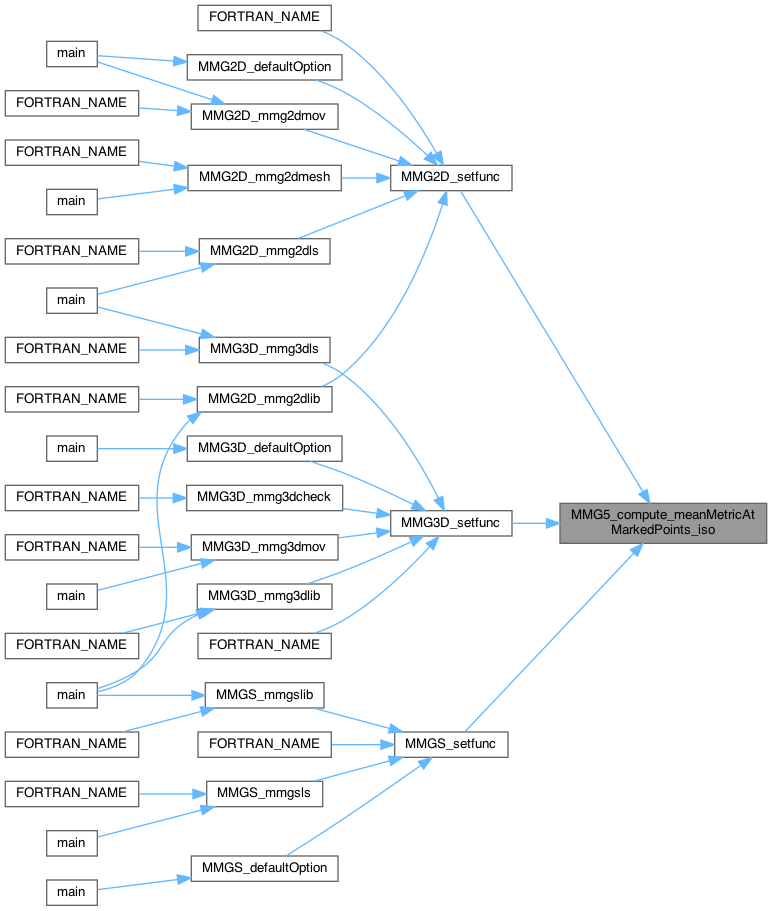 FORTRAN_NAME
main
MMG2D_defaultOption
FORTRAN_NAME
MMG2D_mmg2dmov
FORTRAN_NAME
MMG2D_mmg2dmesh
MMG2D_setfunc
main
FORTRAN_NAME
MMG2D_mmg2dls
main
FORTRAN_NAME
MMG3D_mmg3dls
FORTRAN_NAME
MMG2D_mmg2dlib
main
MMG3D_defaultOption
FORTRAN_NAME
MMG3D_mmg3dcheck
MMG3D_setfunc
MMG5_compute_meanMetricAt
MarkedPoints_iso
FORTRAN_NAME
MMG3D_mmg3dmov
main
MMG3D_mmg3dlib
FORTRAN_NAME
FORTRAN_NAME
main
MMGS_mmgslib
FORTRAN_NAME
FORTRAN_NAME
MMGS_setfunc
FORTRAN_NAME
MMGS_mmgsls
main
MMGS_defaultOption
main